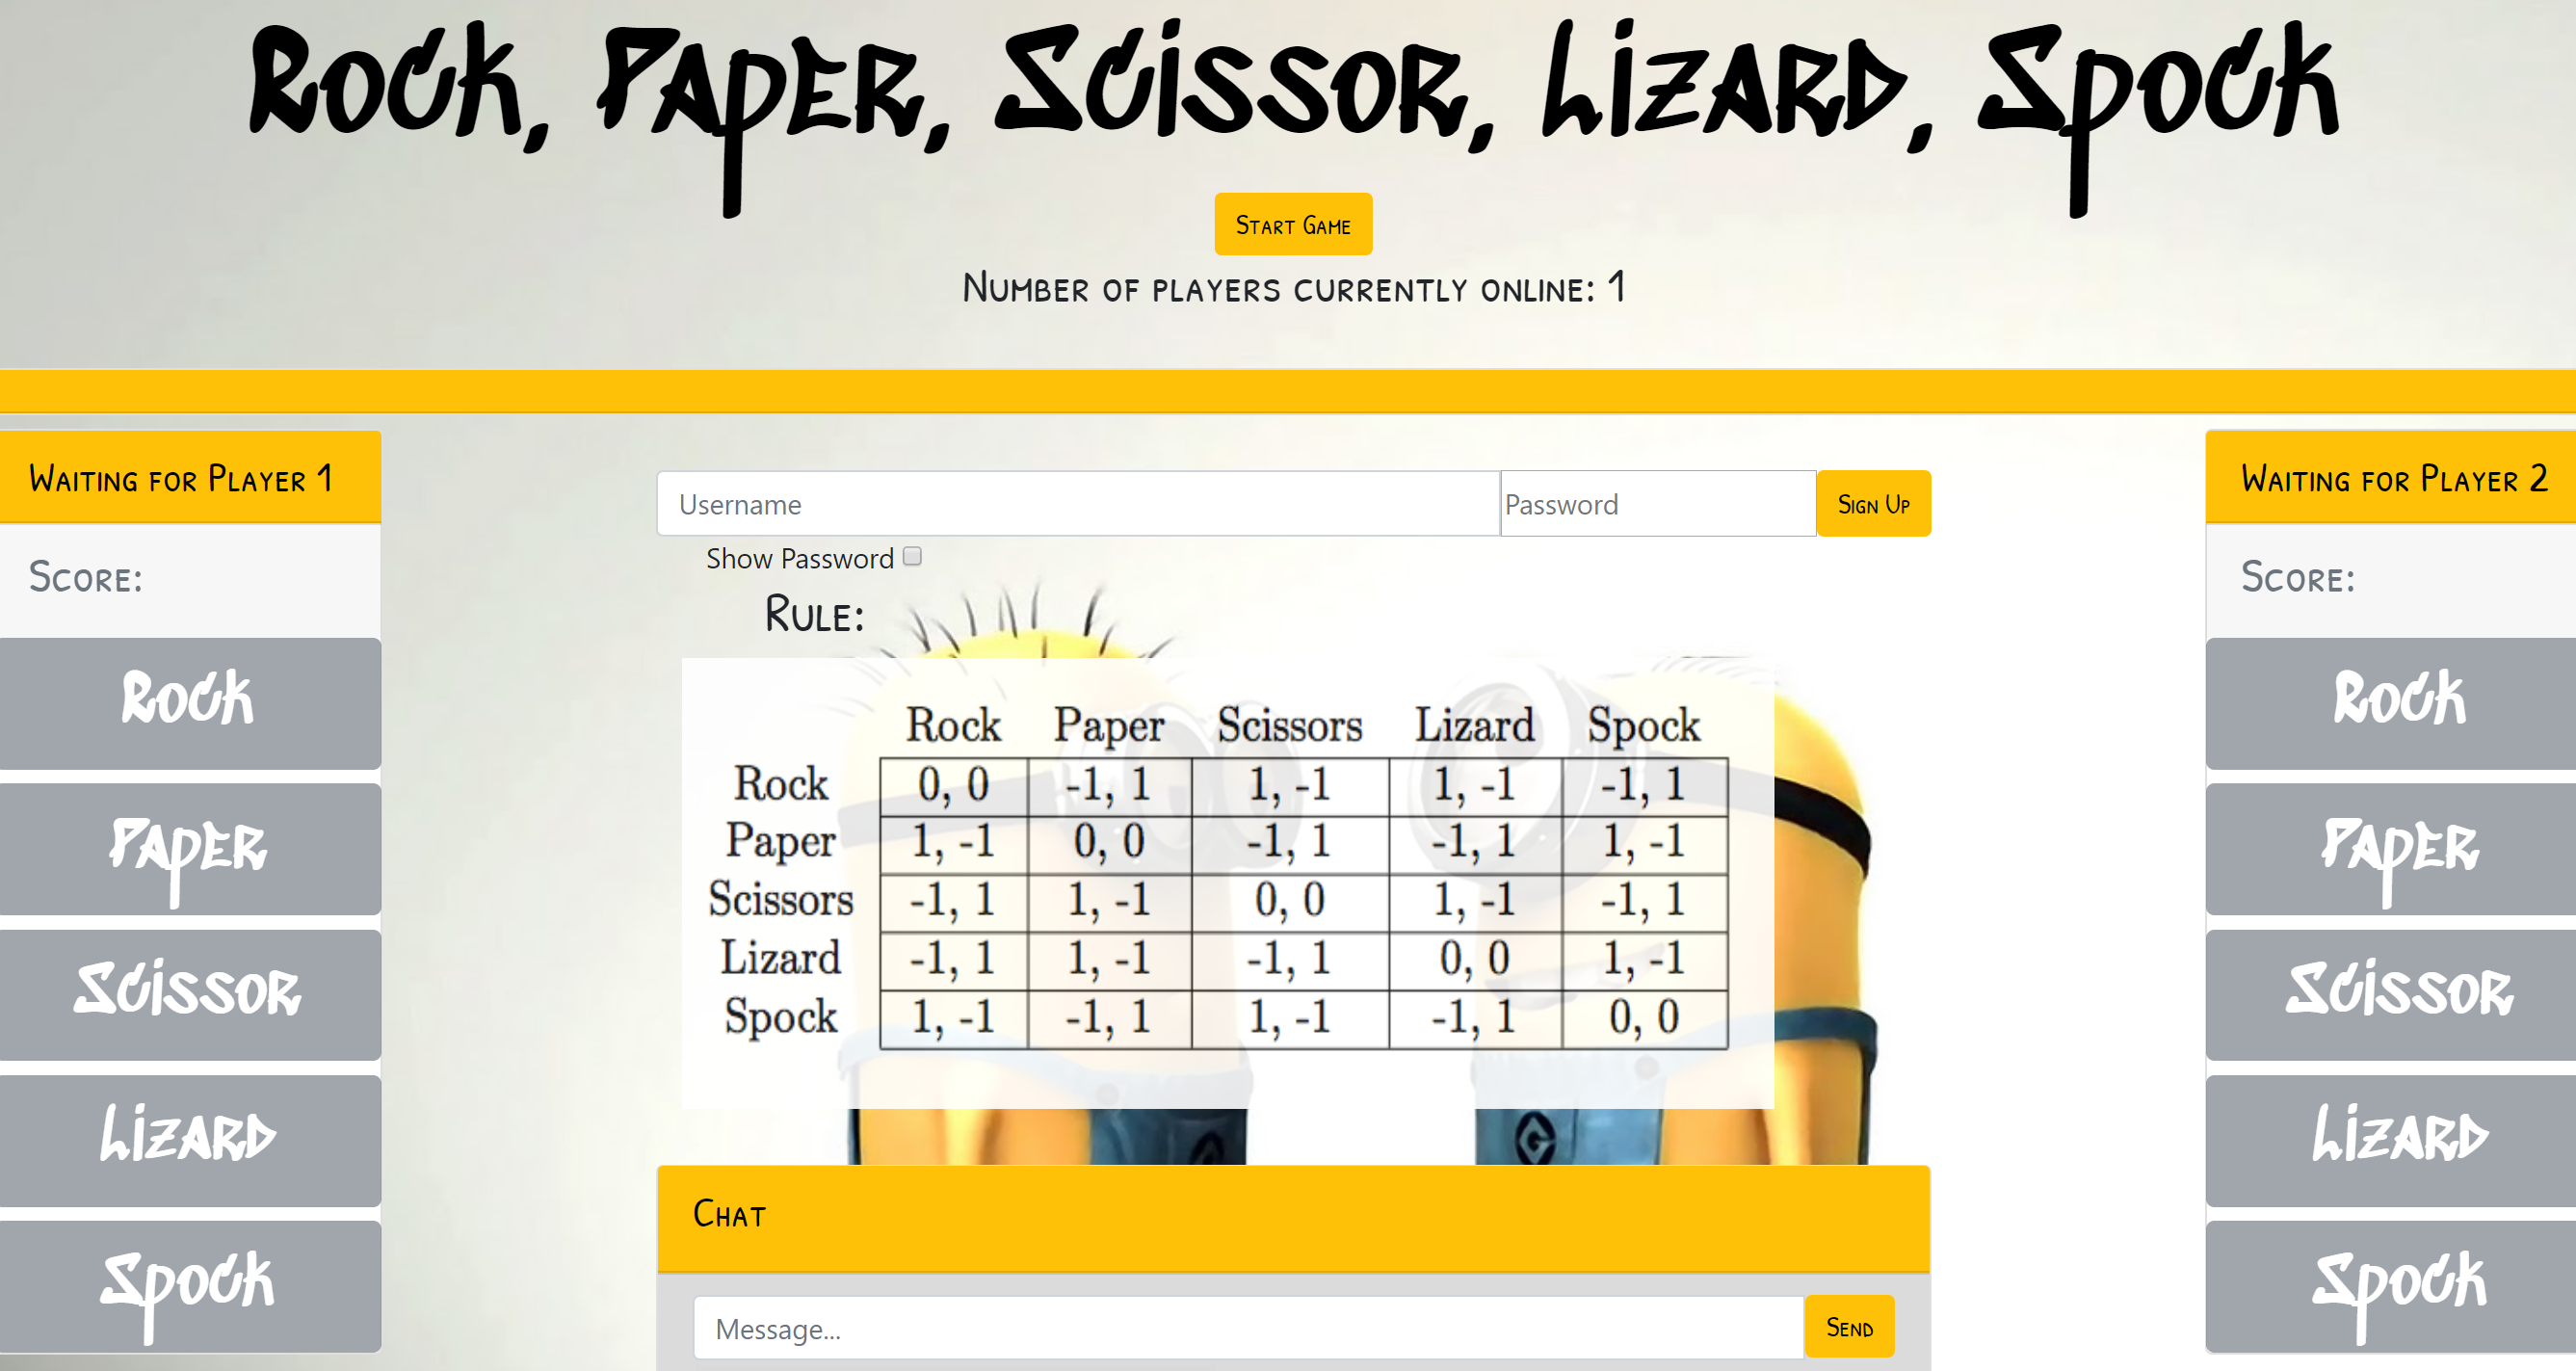 Rock, Paper, Scissor, Lizard, Spock
Start Game
Number of players currently online: 1
Waiting for Player 1
Score:
Rock
Paper
Scissor
Lizard
Spock
Username Password Sign Up
Show Password
Rule:
Rock Paper Scissors Lizard Spock
Rock 0, 0 -1, 1 1, -1 1, -1 -1, 1
Paper 1, -1 0, 0 -1, 1 -1, 1 1, -1
Scissors -1, 1 1, -1 0, 0 1, -1 -1, 1
Lizard -1, 1 1, -1 -1, 1 0, 0 1, -1
Spock 1, -1 -1, 1 1, -1 -1, 1 0, 0
Chat
Message... Send
Waiting for Player 2
Score:
Rock
Paper
Scissor
Lizard
Spock